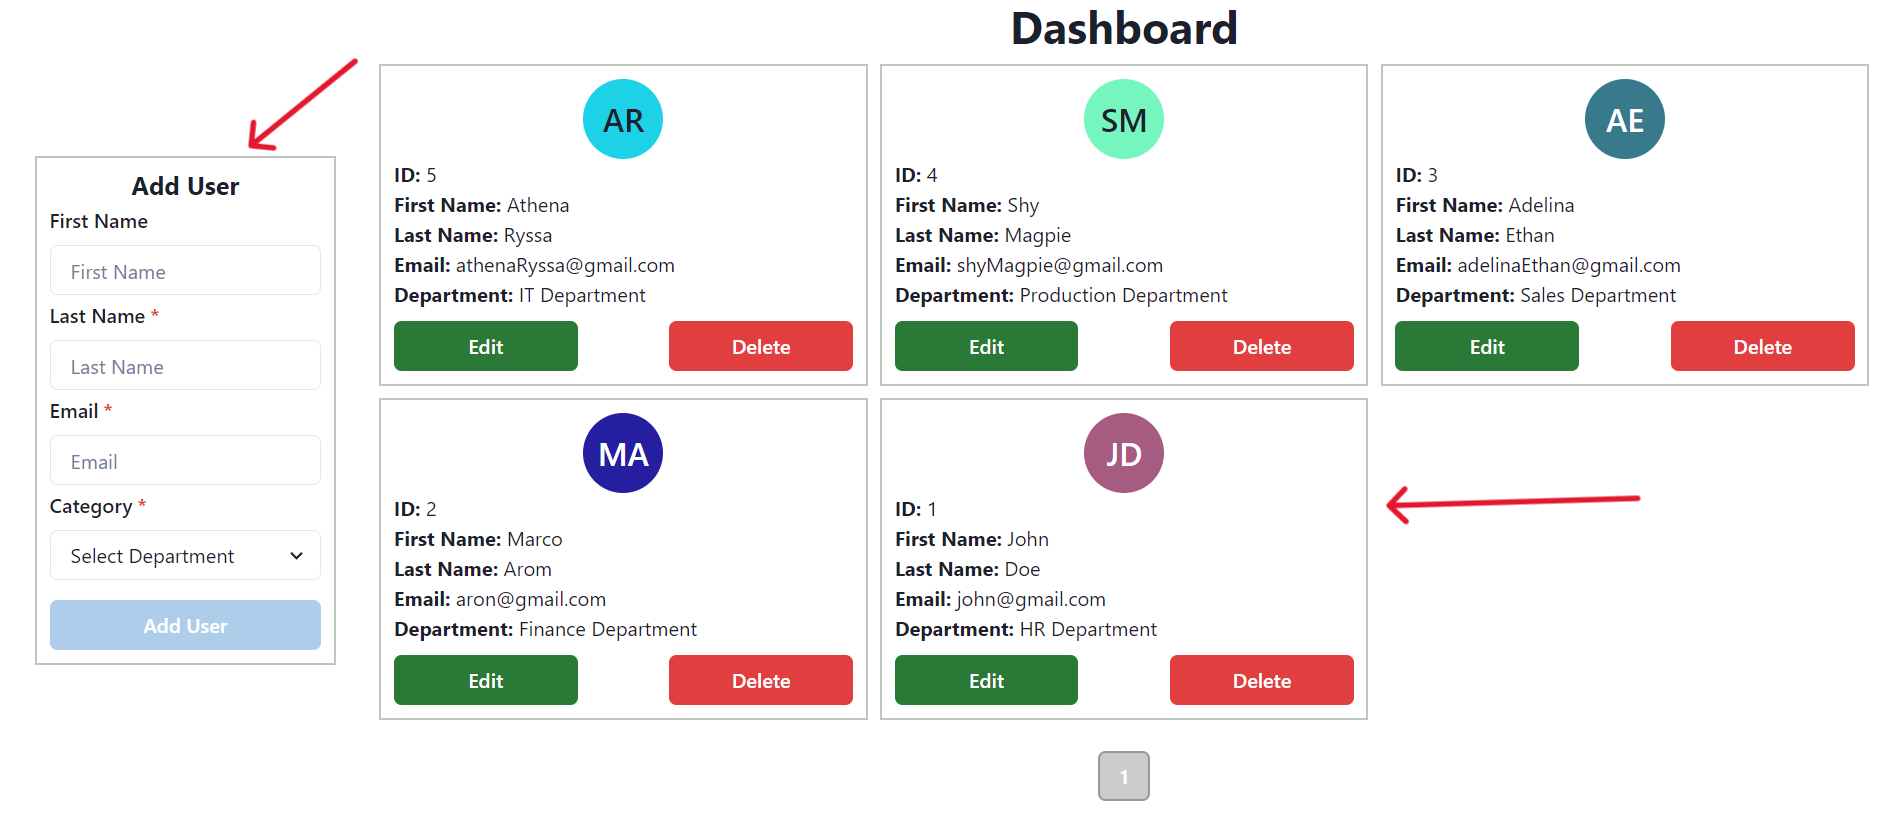 Dashboard
Add User
First Name
First Name
Last Name *
Last Name
Email *
Email
Category *
Select Department
Add User
AR
ID: 5
First Name: Athena
Last Name: Ryssa
Email: athenaRyssa@gmail.com
Department: IT Department
Edit
Delete
SM
ID: 4
First Name: Shy
Last Name: Magpie
Email: shyMagpie@gmail.com
Department: Production Department
Edit
Delete
AE
ID: 3
First Name: Adelina
Last Name: Ethan
Email: adelinaEthan@gmail.com
Department: Sales Department
Edit
Delete
MA
ID: 2
First Name: Marco
Last Name: Arom
Email: aron@gmail.com
Department: Finance Department
Edit
Delete
JD
ID: 1
First Name: John
Last Name: Doe
Email: john@gmail.com
Department: HR Department
Edit
Delete
1